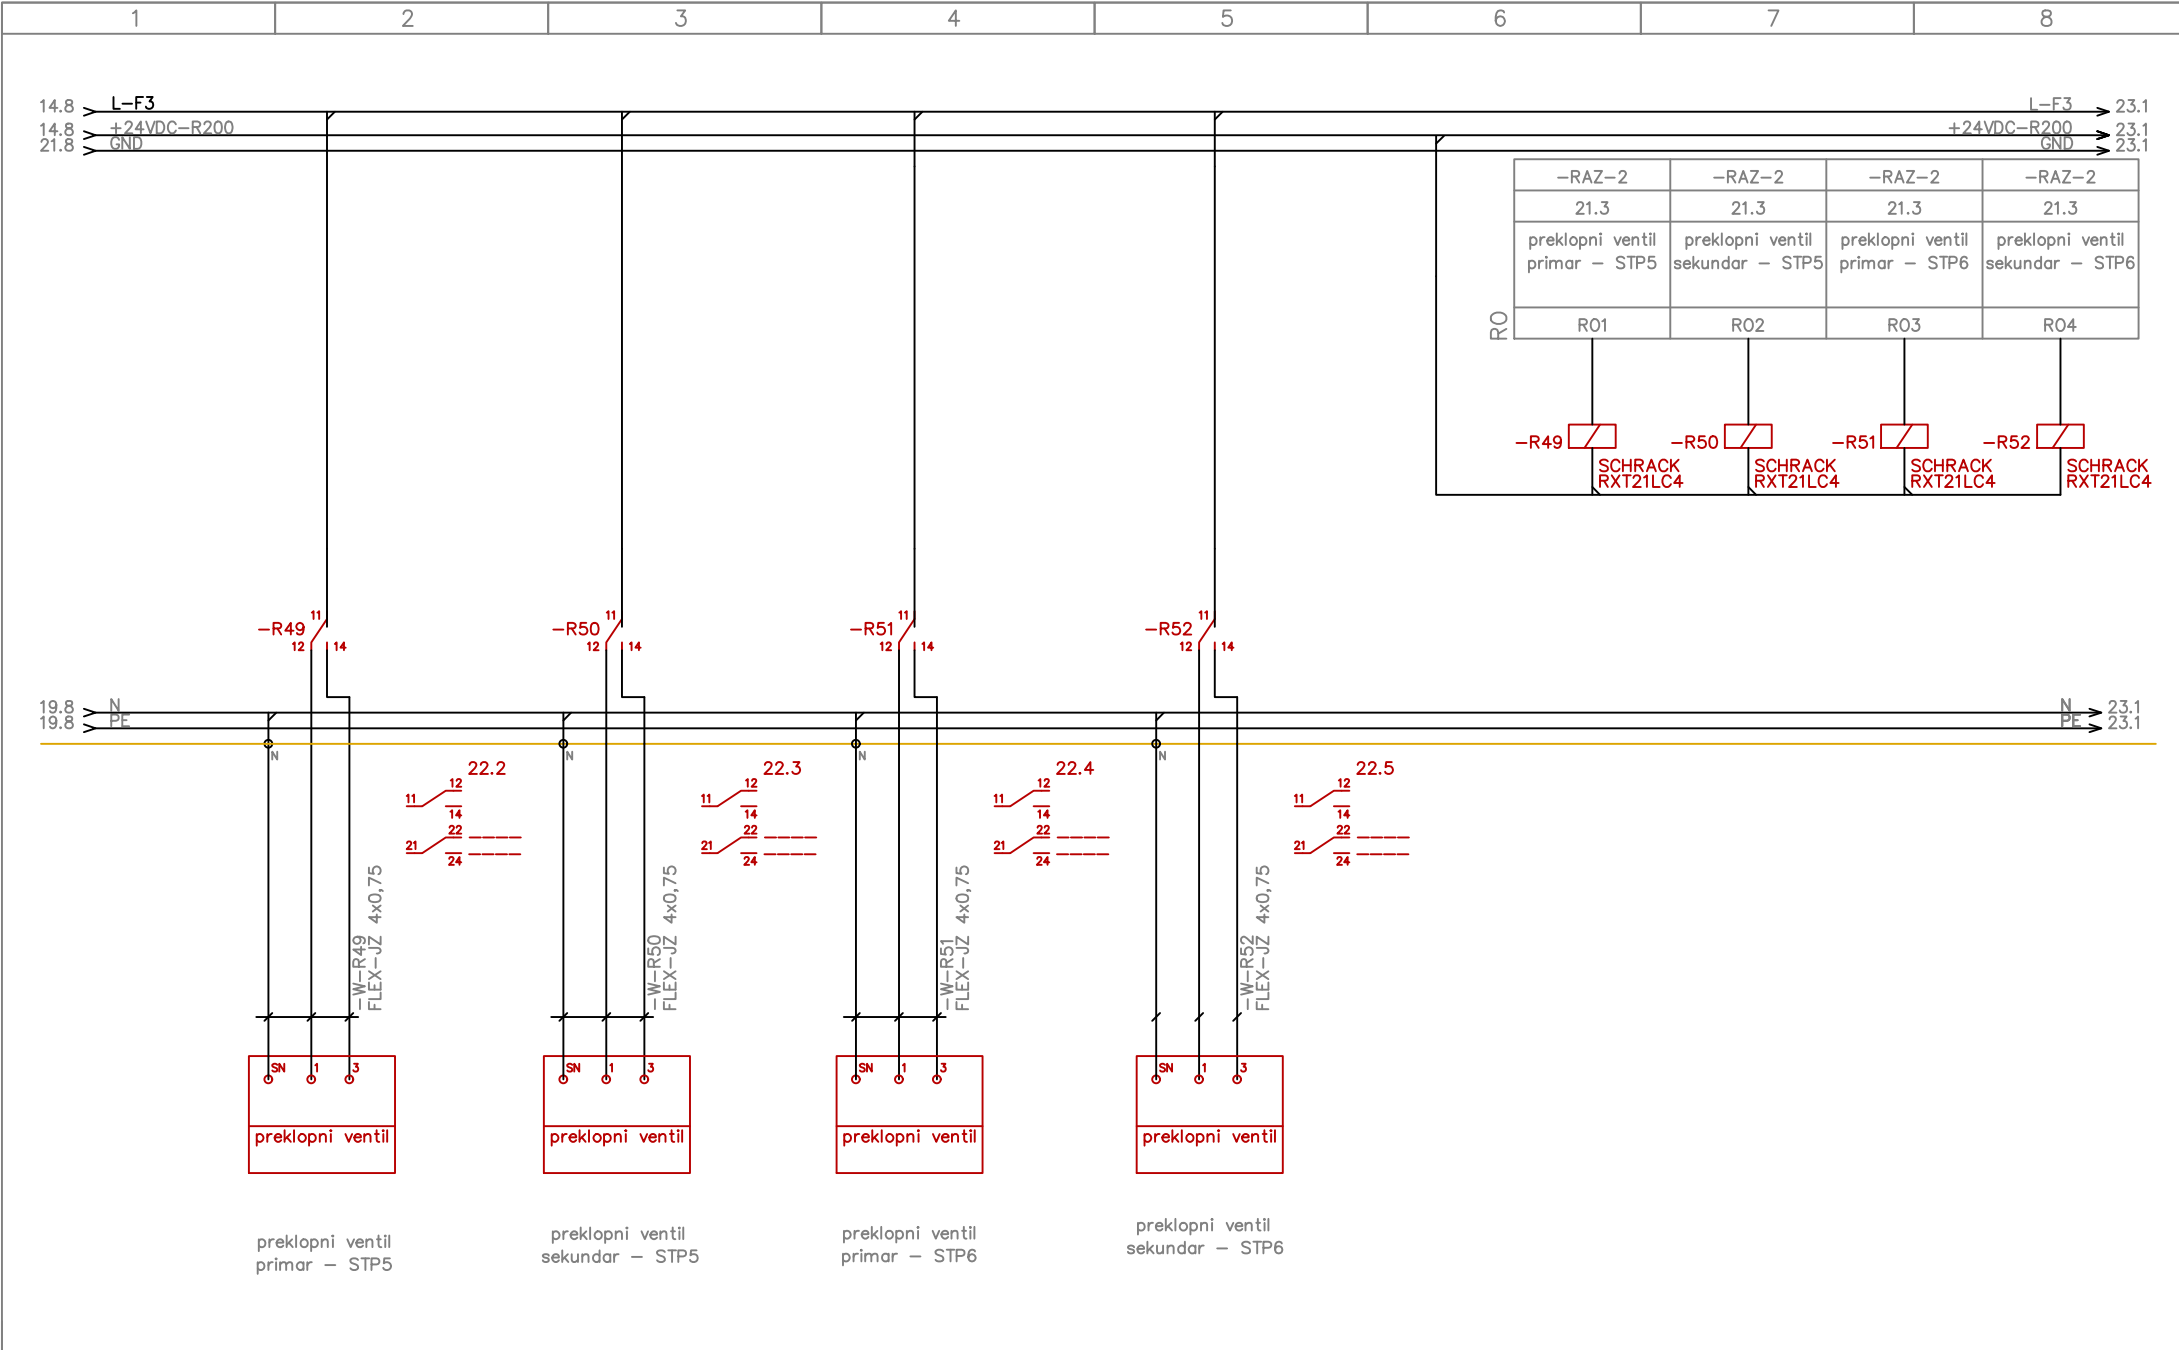 1 2 3 4 5 6 7 8
14.8 L-F3 L-F3 23.1
14.8 +24VDC-R200 +24VDC-R200 23.1
21.8 GND GND 23.1
-RAZ-2 -RAZ-2 -RAZ-2 -RAZ-2
21.3 21.3 21.3 21.3
preklopni ventil preklopni ventil preklopni ventil preklopni ventil
primar - STP5 sekundar - STP5 primar - STP6 sekundar - STP6
RO
RO1 RO2 RO3 RO4
-R49 -R50 -R51 -R52
SCHRACK SCHRACK SCHRACK SCHRACK
RXT21LC4 RXT21LC4 RXT21LC4 RXT21LC4
11 11 11 11
-R49 -R50 -R51 -R52
12 14 12 14 12 14 12 14
19.8 N N 23.1
19.8 PE PE 23.1
N N N N
22.2 22.3 22.4 22.5
12 12 12 12
11 11 11 11
14 14 14 14
22 22 22 22
21 21 21 21
24 24 24 24
-W-R49
FLEX-JZ 4x0,75
-W-R50
FLEX-JZ 4x0,75
-W-R51
FLEX-JZ 4x0,75
-W-R52
FLEX-JZ 4x0,75
SN 1 3 SN 1 3 SN 1 3 SN 1 3
preklopni ventil preklopni ventil preklopni ventil preklopni ventil
preklopni ventil
primar - STP5
preklopni ventil
sekundar - STP5
preklopni ventil
primar - STP6
preklopni ventil
sekundar - STP6